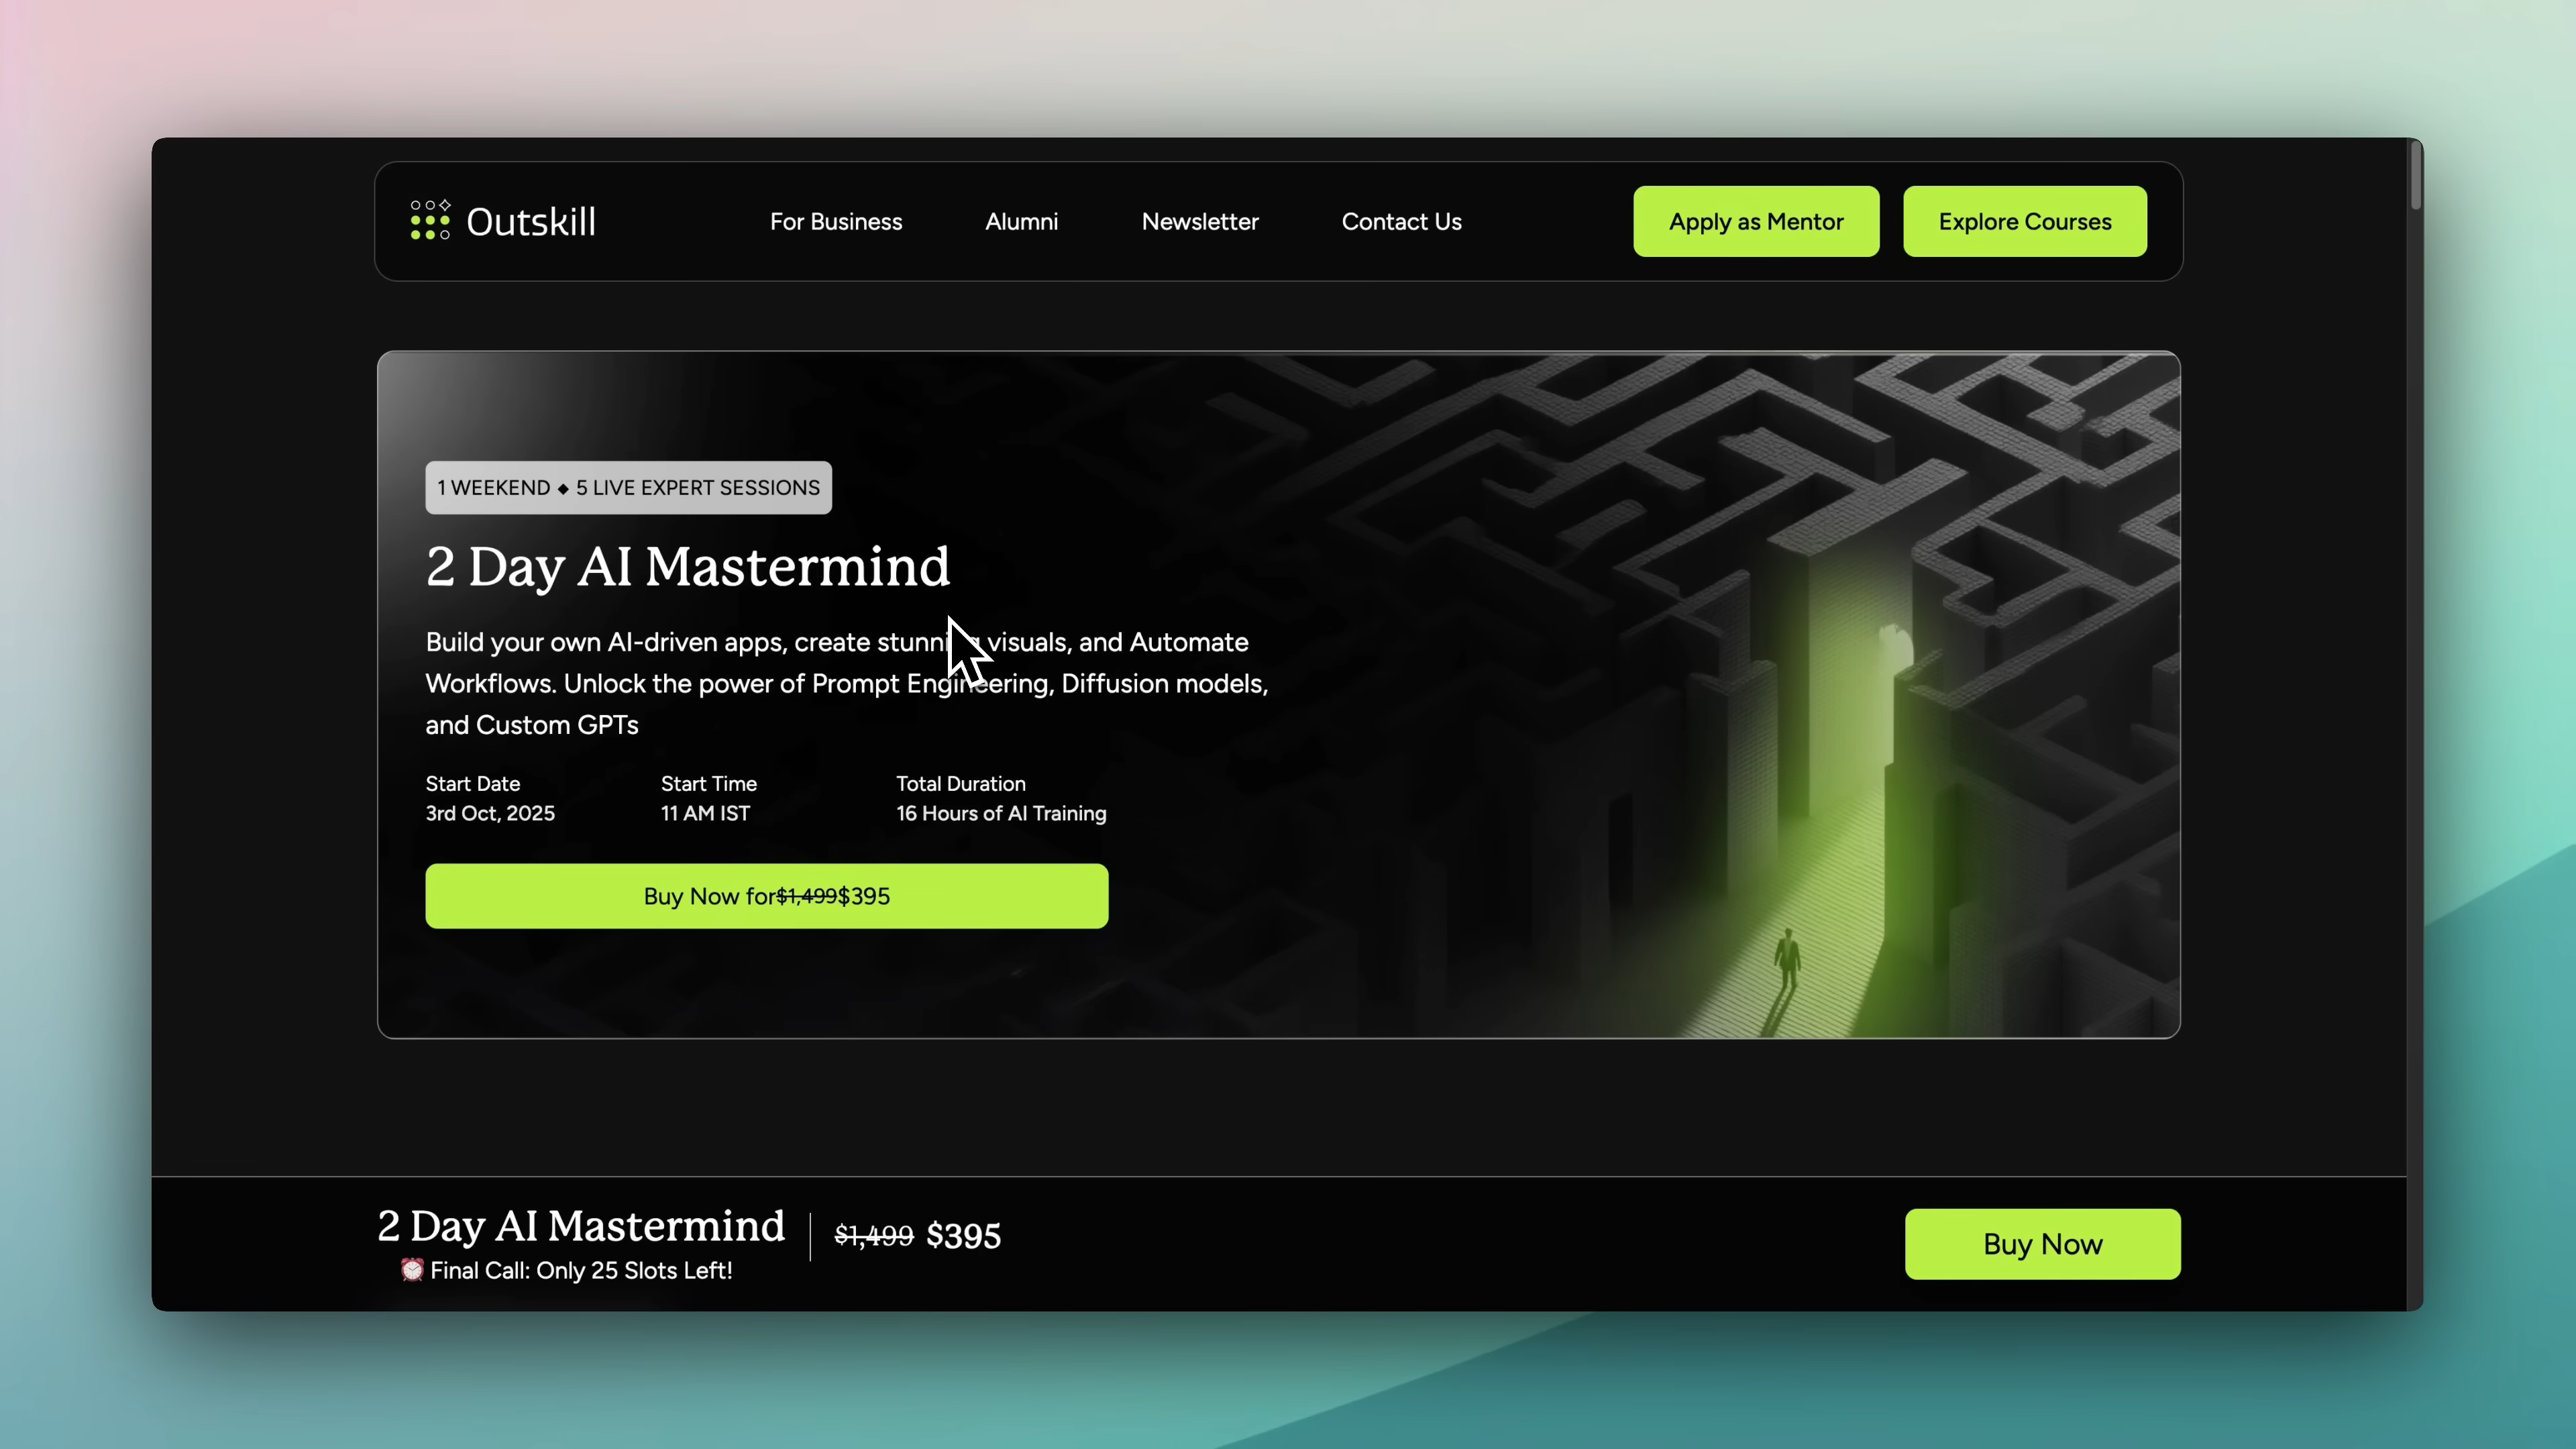 Outskill
For Business
Alumni
Newsletter
Contact Us
Apply as Mentor
Explore Courses
1 WEEKEND ◆ 5 LIVE EXPERT SESSIONS
2 Day AI Mastermind
Build your own AI-driven apps, create stunning visuals, and Automate
Workflows. Unlock the power of Prompt Engineering, Diffusion models,
and Custom GPTs
Start Date
3rd Oct, 2025
Start Time
11 AM IST
Total Duration
16 Hours of AI Training
Buy Now for$1,499$395
2 Day AI Mastermind
⏰ Final Call: Only 25 Slots Left!
$1,499 $395
Buy Now